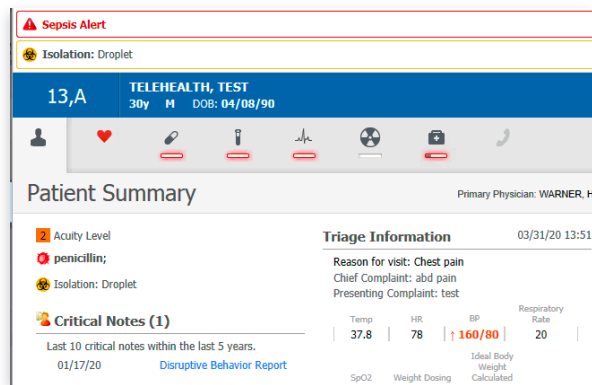 Sepsis Alert
Isolation: Droplet
13,A
TELEHEALTH, TEST
30y M DOB: 04/08/90
Patient Summary
Primary Physician: WARNER, H
2 Acuity Level
penicillin;
Isolation: Droplet
Critical Notes (1)
Last 10 critical notes within the last 5 years.
01/17/20 Disruptive Behavior Report
Triage Information 03/31/20 13:51
Reason for visit: Chest pain
Chief Complaint: abd pain
Presenting Complaint: test
Temp HR BP Respiratory Rate
37.8 78 ↑ 160/80 20
SpO2 Weight Dosing Ideal Body Weight Calculated